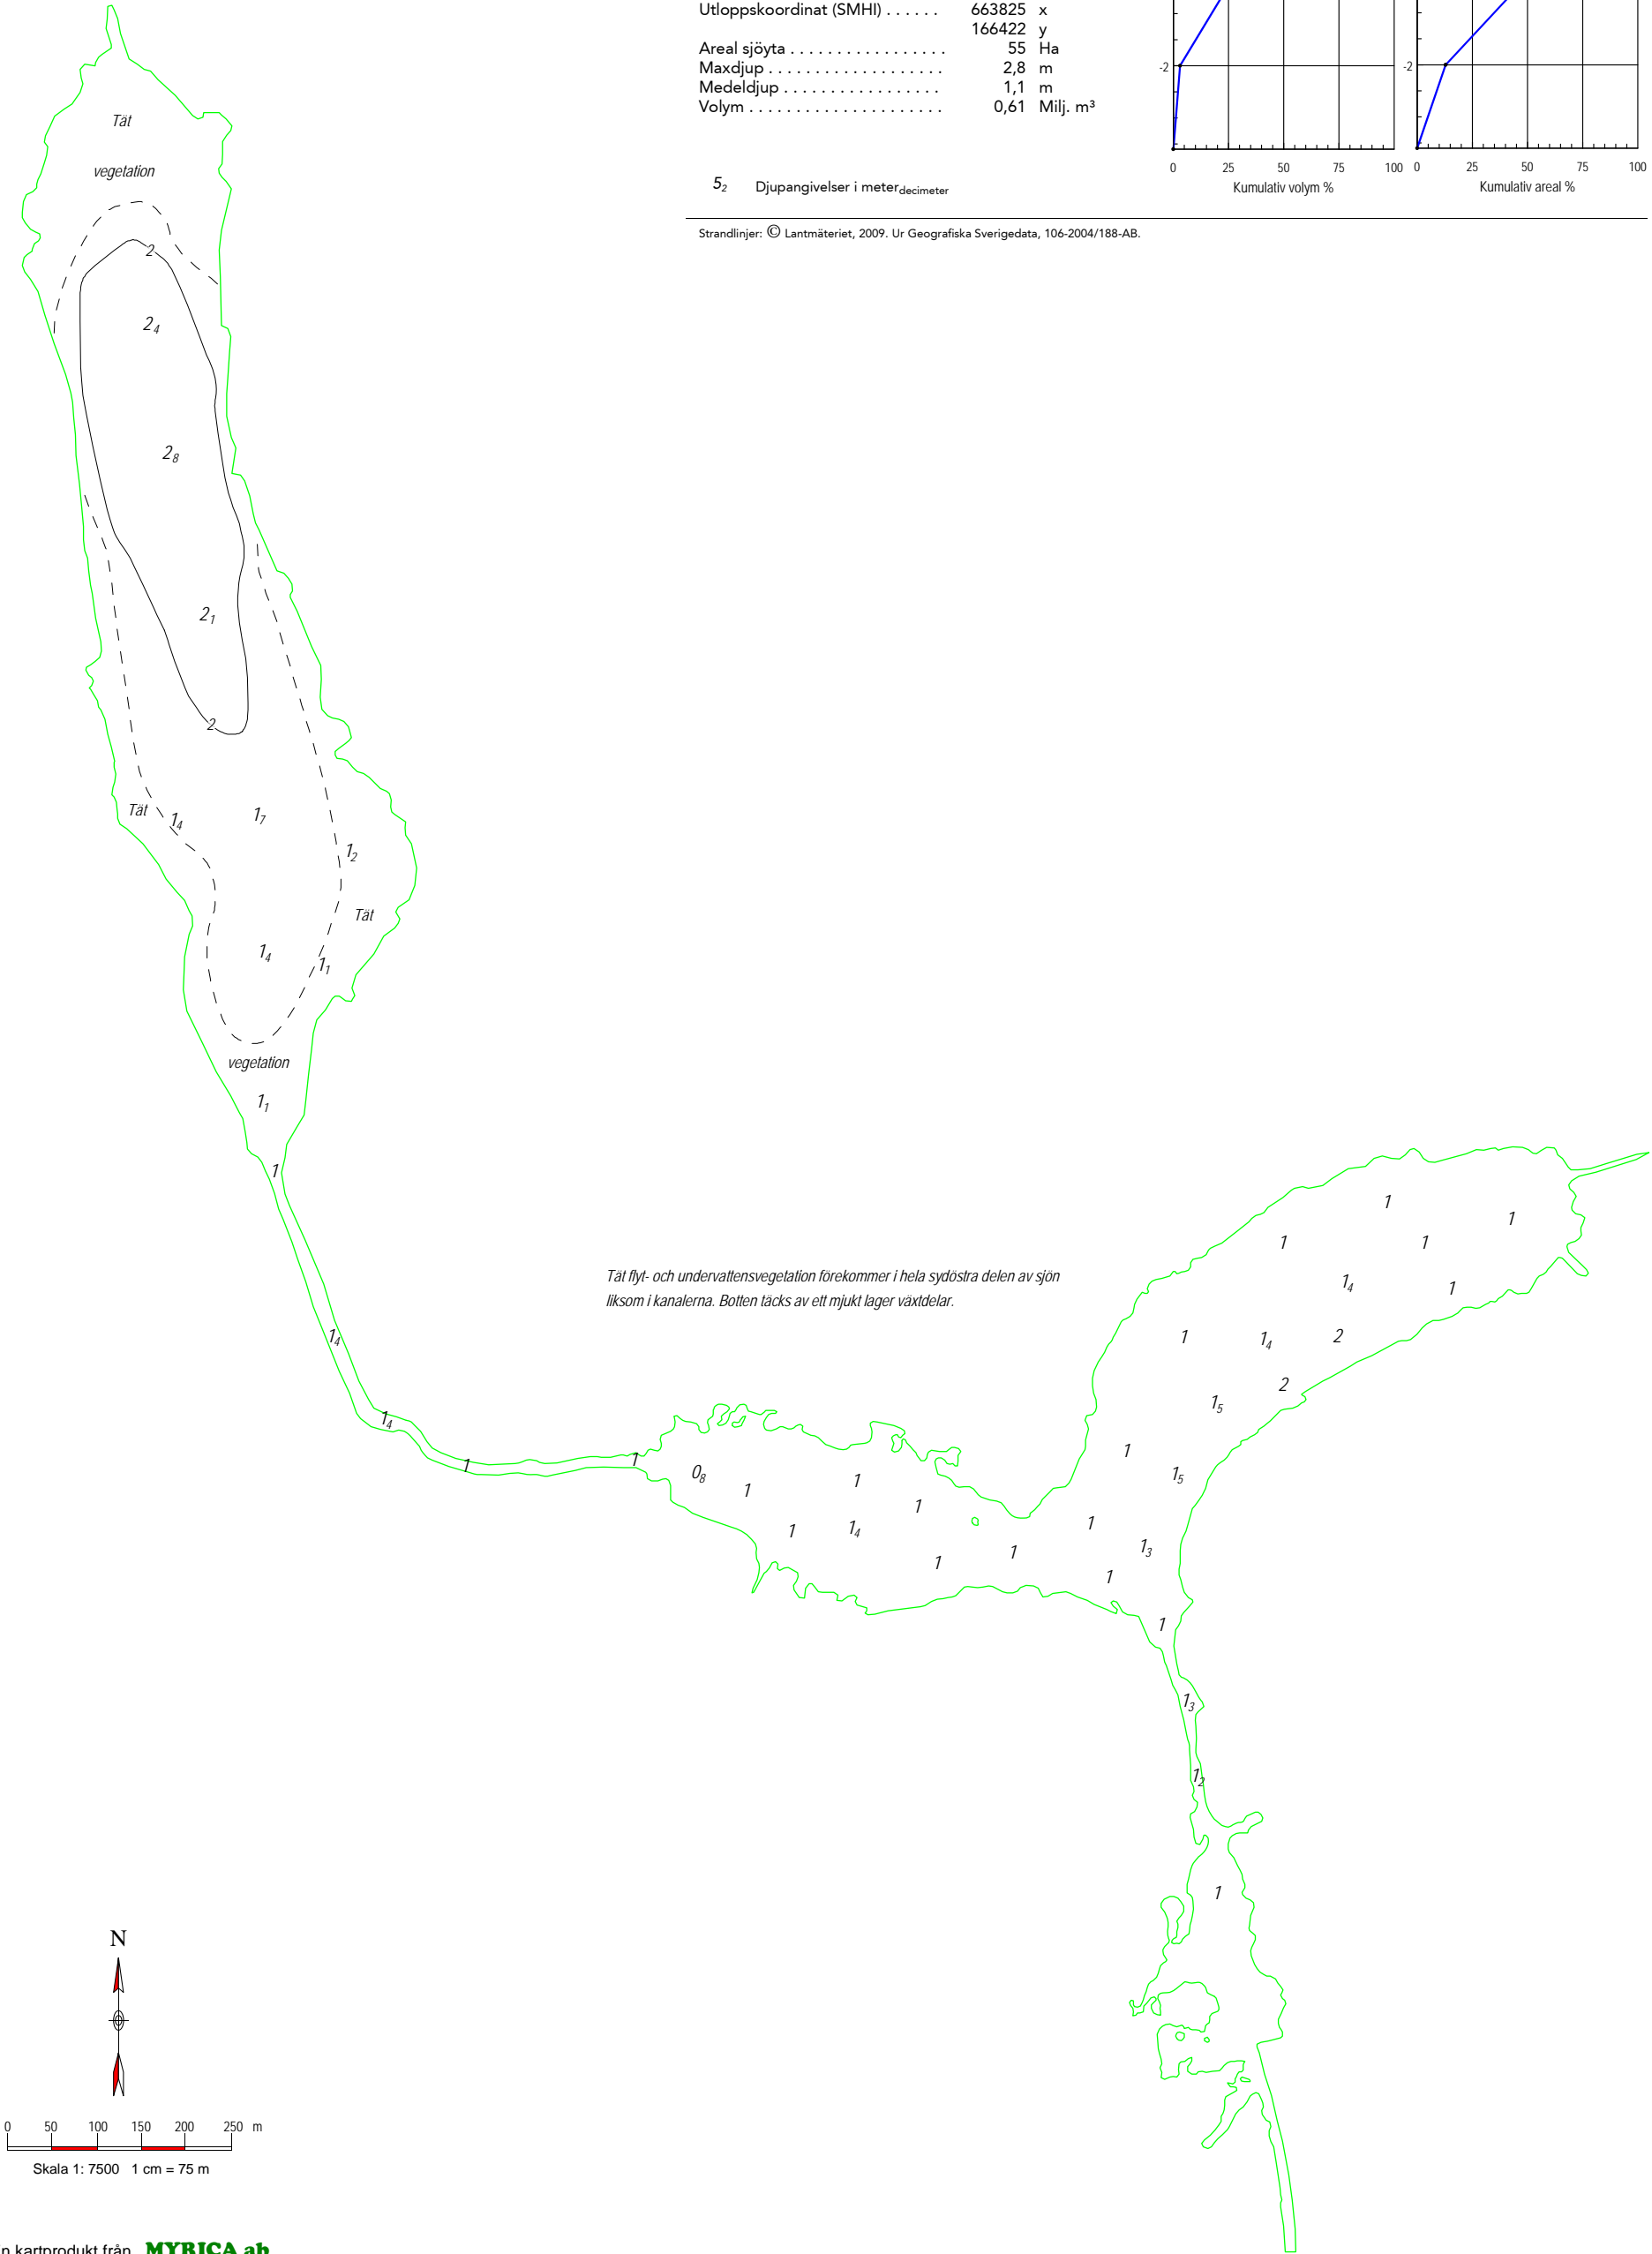 Utloppskoordinat (SMHI) . . . . . . 663825 x
166422 y
Areal sjöyta . . . . . . . . . . . . . . . . . 55 Ha
Maxdjup . . . . . . . . . . . . . . . . . . . 2,8 m
Medeldjup . . . . . . . . . . . . . . . . . 1,1 m
Volym . . . . . . . . . . . . . . . . . . . . . 0,61 Milj. m³
-2
0 25 50 75 100
Kumulativ volym %
-2
0 25 50 75 100
Kumulativ areal %
5₂ Djupangivelser i meter decimeter
Strandlinjer: © Lantmäteriet, 2009. Ur Geografiska Sverigedata, 106-2004/188-AB.
Tät
vegetation
2
2₄
2₈
2₁
2
Tät
1₄
1₇
1₂
Tät
1₄
1₁
vegetation
1₁
1
1₄
1₄
1
1
Tät flyt- och undervattensvegetation förekommer i hela sydöstra delen av sjön
liksom i kanalerna. Botten täcks av ett mjukt lager växtdelar.
1
1
1
1
1₄
1
1
1₄
2
2
1₅
1
1₅
0₈
1
1
1
1
1₄
1
1
1
1₃
1
1
1₃
1₂
1
N
0 50 100 150 200 250 m
Skala 1: 7500 1 cm = 75 m
n kartprodukt från MYRICA ab